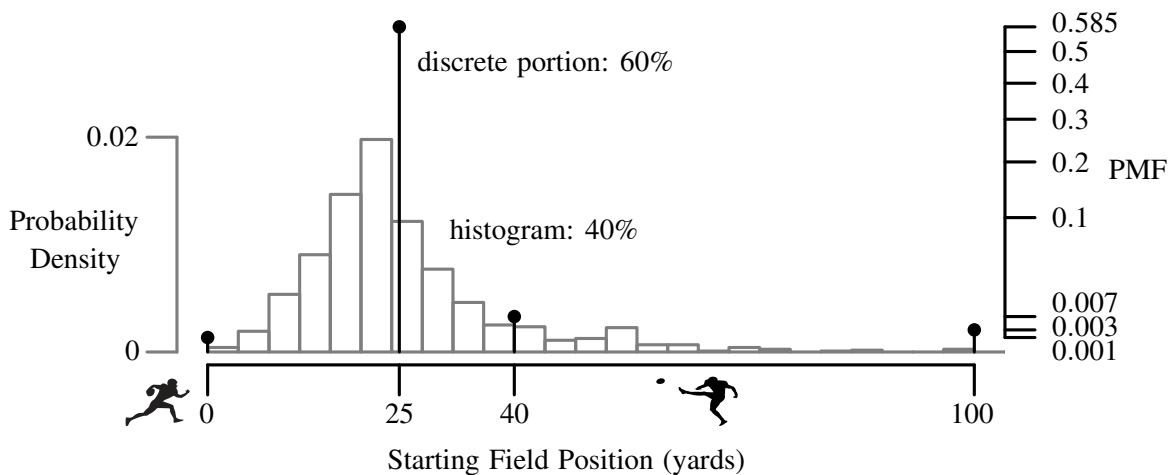 0.585
discrete portion: 60%
0.5
0.4
0.02
0.3
0.2
PMF
Probability
Density
histogram: 40%
0.1
0.007
0.003
0
0.001
0
25
40
100
Starting Field Position (yards)